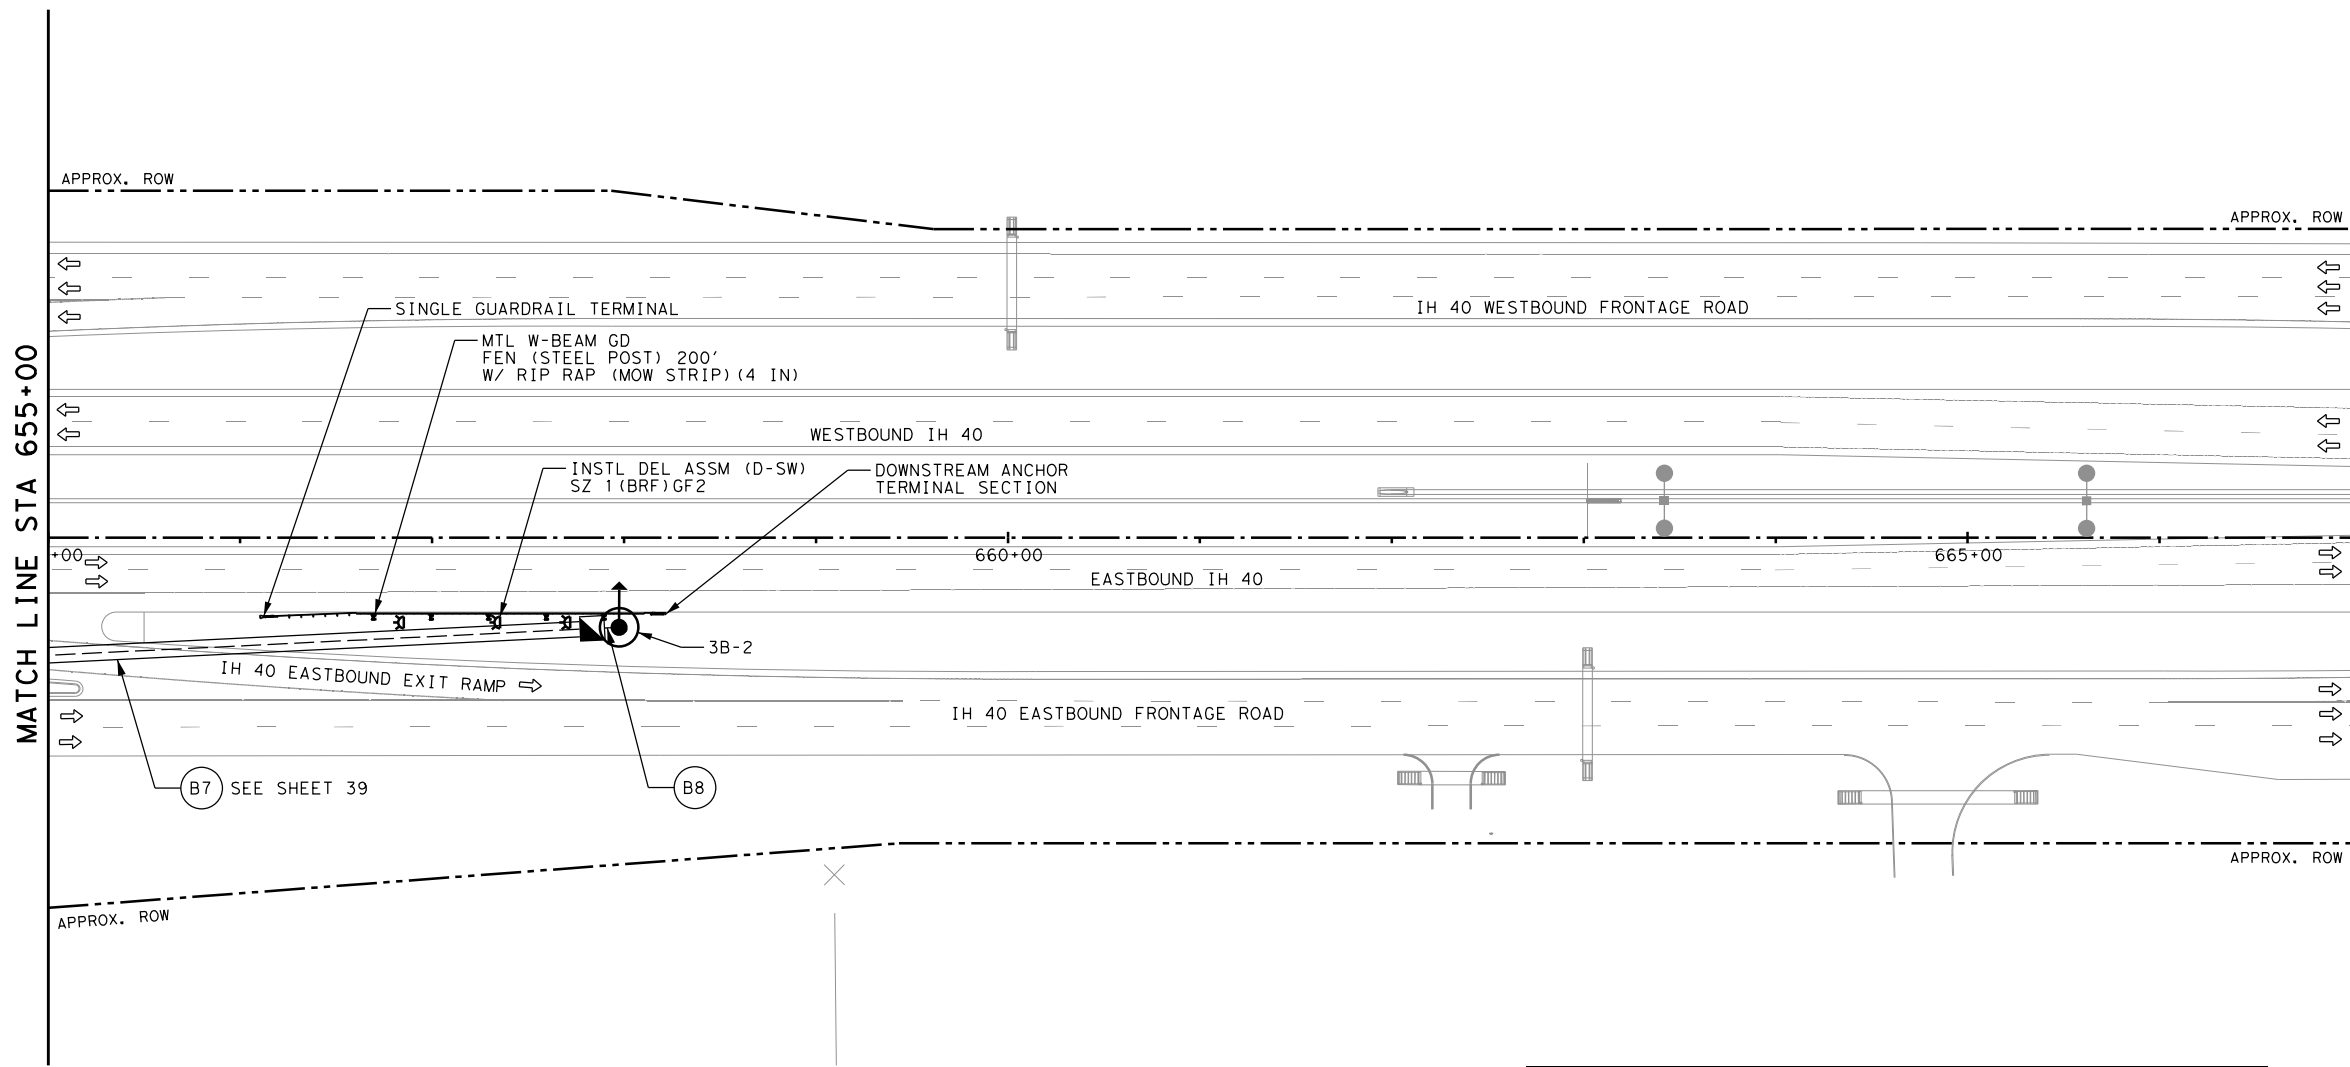 APPROX. ROW
APPROX. ROW
SINGLE GUARDRAIL TERMINAL
IH 40 WESTBOUND FRONTAGE ROAD
MTL W-BEAM GD
FEN (STEEL POST) 200'
W/ RIP RAP (MOW STRIP)(4 IN)
MATCH LINE STA 655+00
WESTBOUND IH 40
INSTL DEL ASSM (D-SW)
SZ 1(BRF)GF2
DOWNSTREAM ANCHOR
TERMINAL SECTION
+00
660+00
665+00
EASTBOUND IH 40
3B-2
IH 40 EASTBOUND EXIT RAMP
IH 40 EASTBOUND FRONTAGE ROAD
B7 SEE SHEET 39
B8
APPROX. ROW
APPROX. ROW